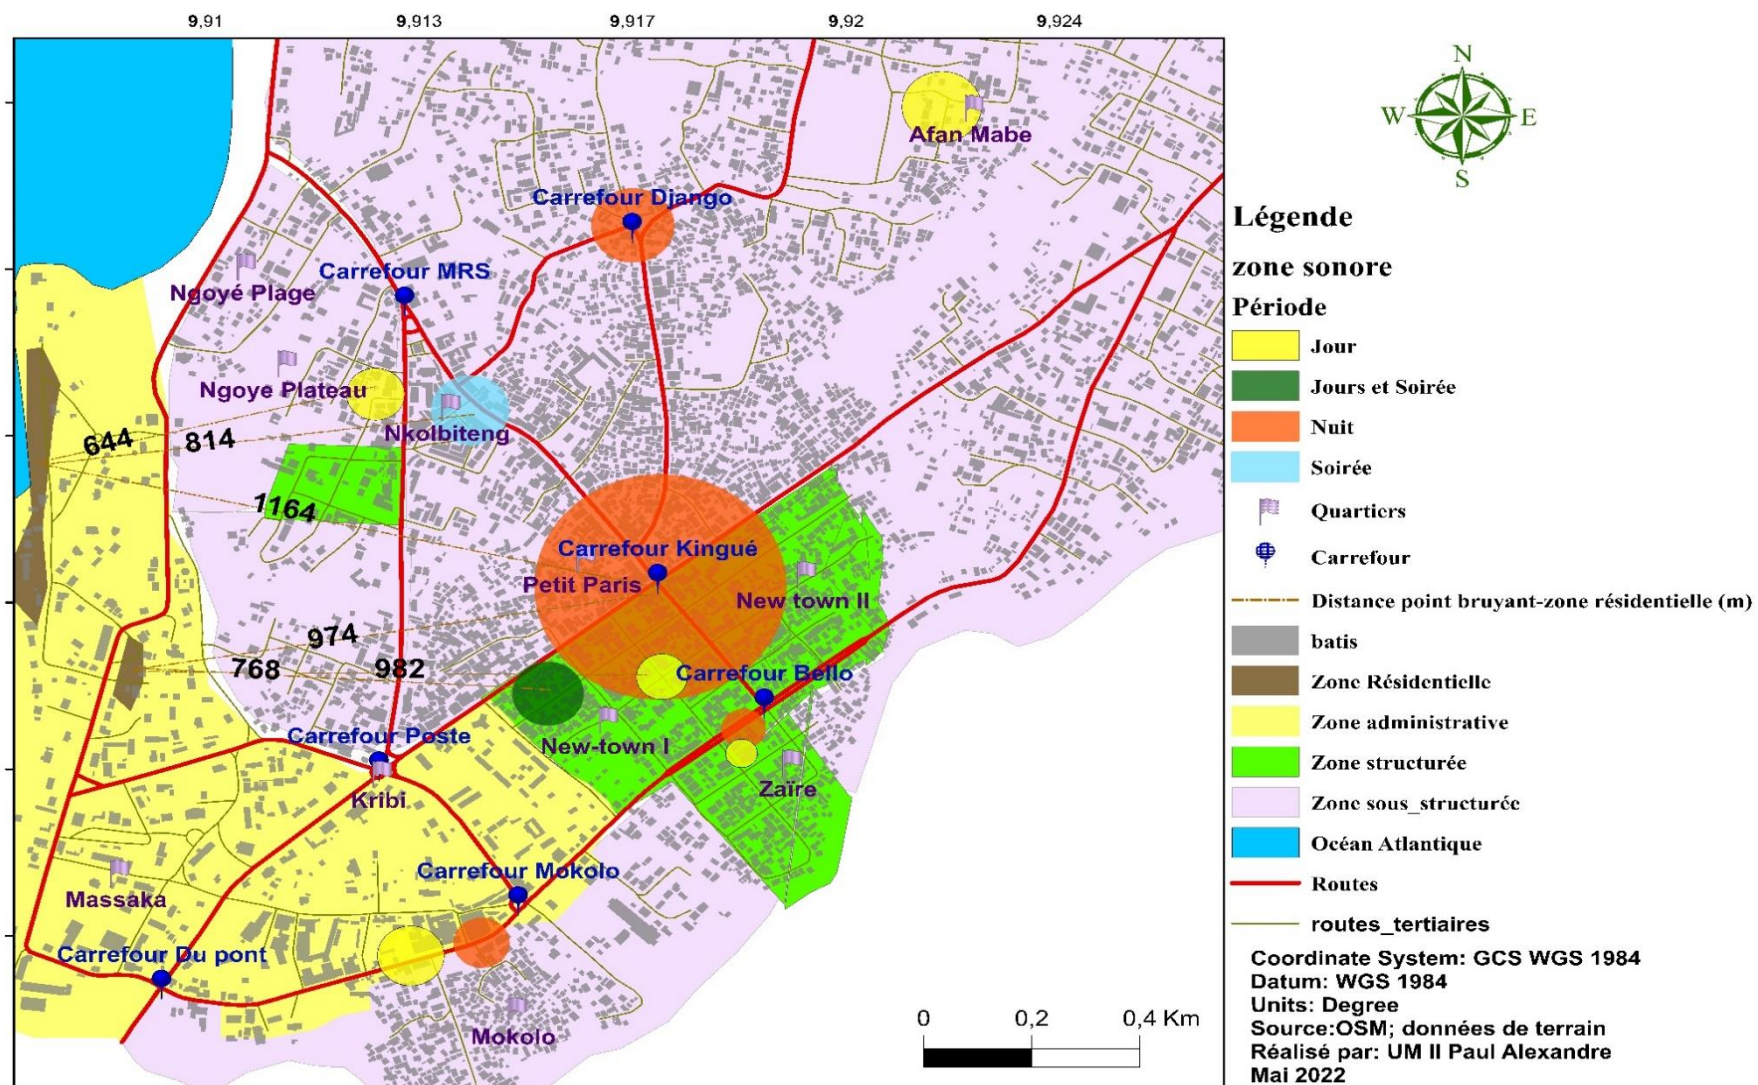 9,91 9,913 9,917 9,92 9,924
N
W E
S
Afan Mabe
Carrefour Django
Carrefour MRS
Ngoyé Plage
Ngoye Plateau
Nkolbiteng
644 814
1164
Carrefour Kingué
Petit Paris
New town II
974
768 982
Carrefour Bello
Carrefour Poste
New-town I
Kribi
Zaïre
Carrefour Mokolo
Massaka
Carrefour Du pont
Mokolo
0 0,2 0,4 Km
Légende
zone sonore
Période
Jour
Jours et Soirée
Nuit
Soirée
Quartiers
Carrefour
Distance point bruyant-zone résidentielle (m)
batis
Zone Résidentielle
Zone administrative
Zone structurée
Zone sous_structurée
Océan Atlantique
Routes
routes_tertiaires
Coordinate System: GCS WGS 1984
Datum: WGS 1984
Units: Degree
Source:OSM; données de terrain
Réalisé par: UM II Paul Alexandre
Mai 2022